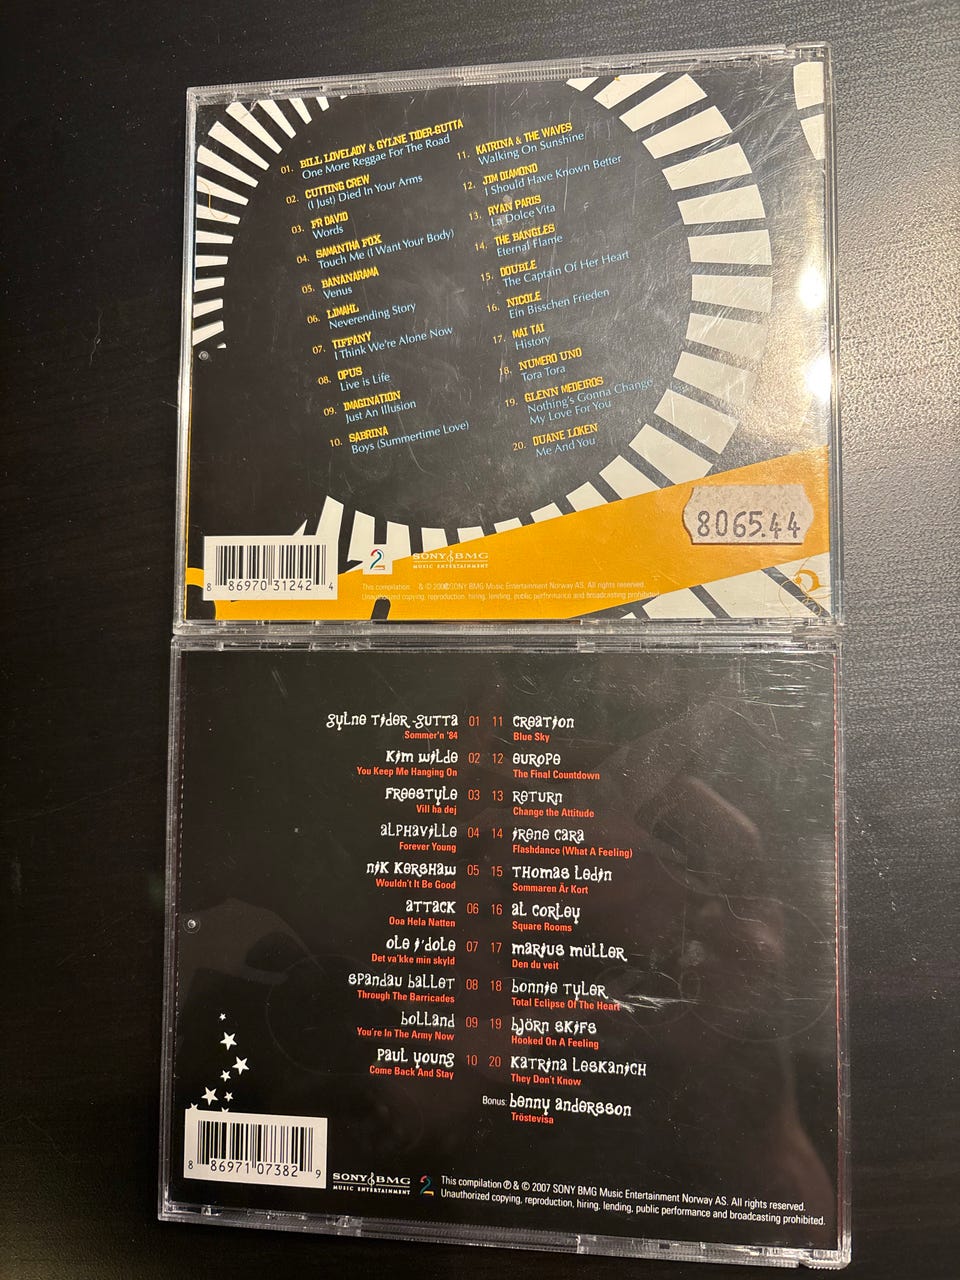 01. BILL LOVELADY & GYLNE TIDER-GUTTA
One More Reggae For The Road
02. CUTTING CREW
(I Just) Died In Your Arms
03. FR DAVID
Words
04. SAMANTHA FOX
Touch Me (I Want Your Body)
05. BANANARAMA
Venus
06. LIMAHL
Neverending Story
07. TIFFANY
I Think We're Alone Now
08. OPUS
Live is Life
09. IMAGINATION
Just An Illusion
10. SABRINA
Boys (Summertime Love)
11. KATRINA & THE WAVES
Walking On Sunshine
12. JIM DIAMOND
I Should Have Known Better
13. RYAN PARIS
La Dolce Vita
14. THE BANGLES
Eternal Flame
15. DOUBLE
The Captain Of Her Heart
16. NICOLE
Ein Bisschen Frieden
17. MAI TAI
History
18. NUMERO UNO
Tora Tora
19. GLENN MEDEIROS
Nothing's Gonna Change
My Love For You
20. DUANE LOKEN
Me And You
8065.44
8 86970 31242 4
2
SONY BMG
MUSIC ENTERTAINMENT
This compilation & © SONY BMG Music Entertainment Norway AS. All rights reserved.
Unauthorized copying, reproduction, hiring, lending, public performance and broadcasting prohibited.
gylne tider-gutta 01
Sommer'n '84
Kim Wilde 02
You Keep Me Hanging On
Freestyle 03
Vill ha dej
Alphaville 04
Forever Young
Nik Kershaw 05
Wouldn't It Be Good
Attack 06
Ooa Hela Natten
Ole i'dole 07
Det va'kke min skyld
Spandau Ballet 08
Through The Barricades
Bolland 09
You're In The Army Now
Paul Young 10
Come Back And Stay
11 Creation
Blue Sky
12 Europe
The Final Countdown
13 Return
Change the Attitude
14 Irene Cara
Flashdance (What A Feeling)
15 Thomas Ledin
Sommaren Är Kort
16 Al Corley
Square Rooms
17 Marius Müller
Den du veit
18 Bonnie Tyler
Total Eclipse Of The Heart
19 Björn Skifs
Hooked On A Feeling
20 Katrina Leskanich
They Don't Know
Bonus: Benny Andersson
Tröstevisa
8 86971 07382 9
SONY BMG
MUSIC ENTERTAINMENT
2
This compilation ℗ & © 2007 SONY BMG Music Entertainment Norway AS. All rights reserved.
Unauthorized copying, reproduction, hiring, lending, public performance and broadcasting prohibited.